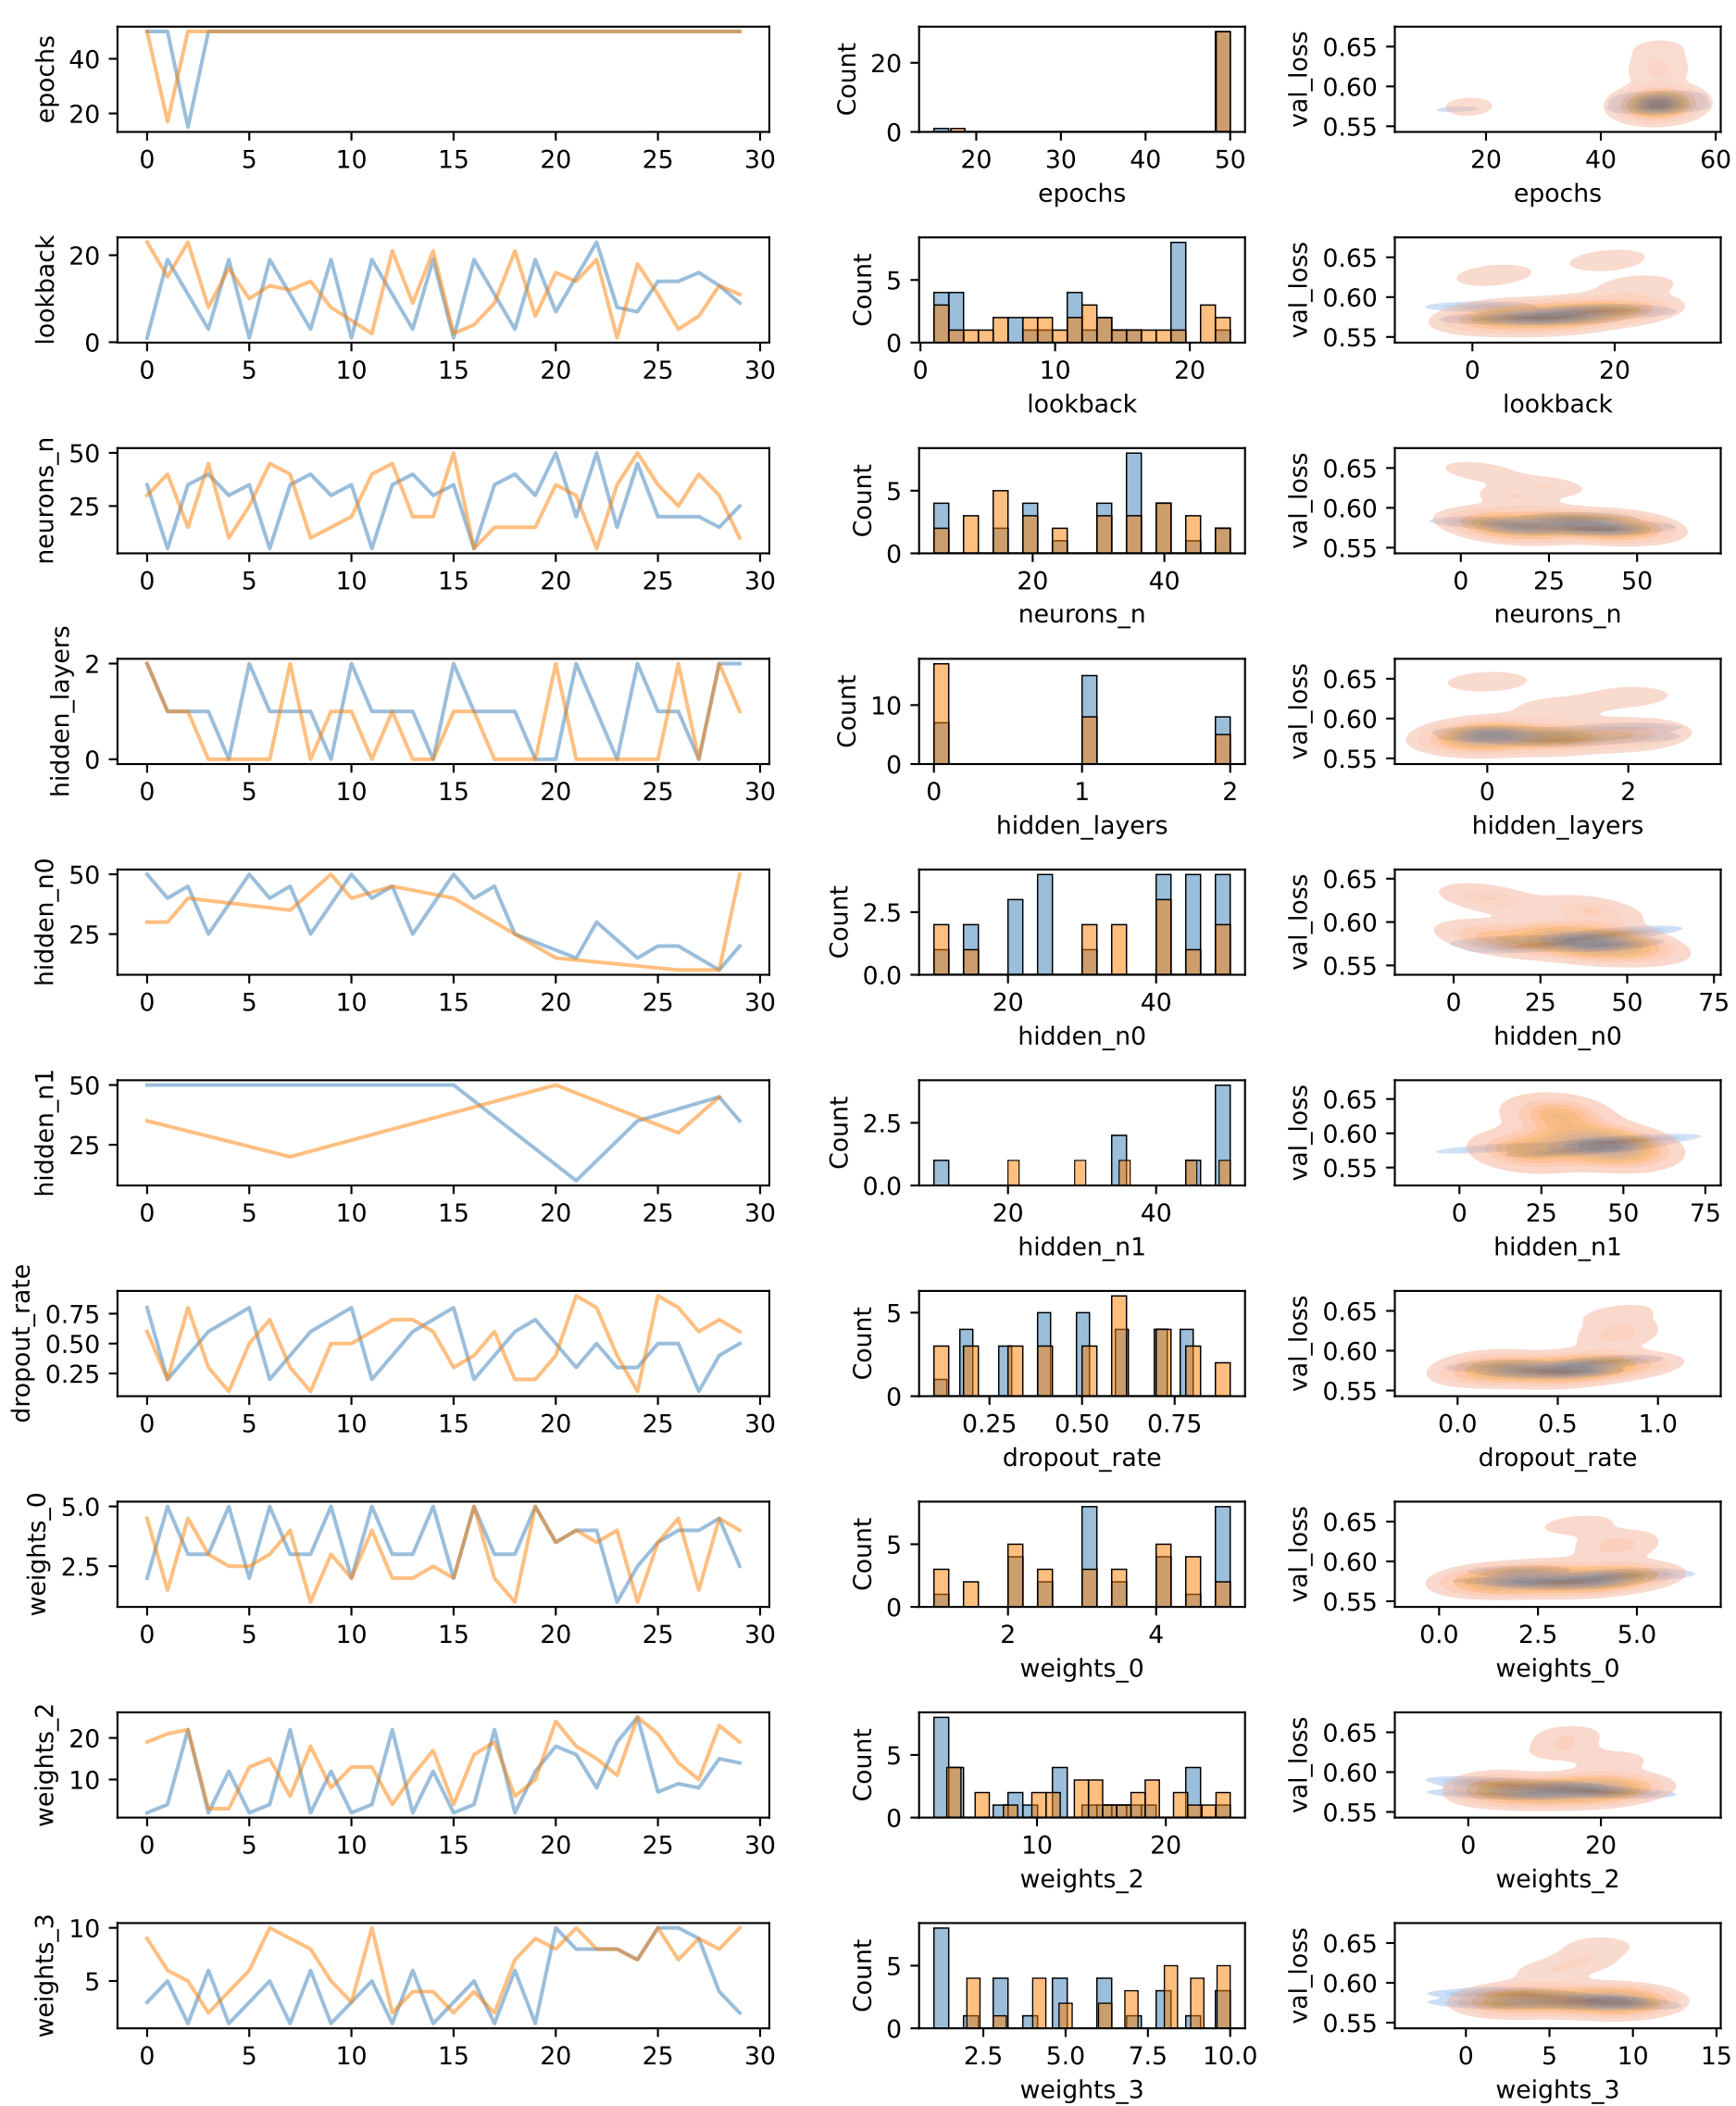 epochs
40
20
0 5 10 15 20 25 30
Count
20
0
20 30 40 50
epochs
val_loss
0.65
0.60
0.55
20 40 60
epochs
lookback
20
0
0 5 10 15 20 25 30
Count
5
0
0 10 20
lookback
val_loss
0.65
0.60
0.55
0 20
lookback
neurons_n
50
25
0 5 10 15 20 25 30
Count
5
0
20 40
neurons_n
val_loss
0.65
0.60
0.55
0 25 50
neurons_n
hidden_layers
2
0
0 5 10 15 20 25 30
Count
10
0
0 1 2
hidden_layers
val_loss
0.65
0.60
0.55
0 2
hidden_layers
hidden_n0
50
25
0 5 10 15 20 25 30
Count
2.5
0.0
20 40
hidden_n0
val_loss
0.65
0.60
0.55
0 25 50 75
hidden_n0
hidden_n1
50
25
0 5 10 15 20 25 30
Count
2.5
0.0
20 40
hidden_n1
val_loss
0.65
0.60
0.55
0 25 50 75
hidden_n1
dropout_rate
0.75
0.50
0.25
0 5 10 15 20 25 30
Count
5
0
0.25 0.50 0.75
dropout_rate
val_loss
0.65
0.60
0.55
0.0 0.5 1.0
dropout_rate
weights_0
5.0
2.5
0 5 10 15 20 25 30
Count
5
0
2 4
weights_0
val_loss
0.65
0.60
0.55
0.0 2.5 5.0
weights_0
weights_2
20
10
0 5 10 15 20 25 30
Count
5
0
10 20
weights_2
val_loss
0.65
0.60
0.55
0 20
weights_2
weights_3
10
5
0 5 10 15 20 25 30
Count
5
0
2.5 5.0 7.5 10.0
weights_3
val_loss
0.65
0.60
0.55
0 5 10 15
weights_3